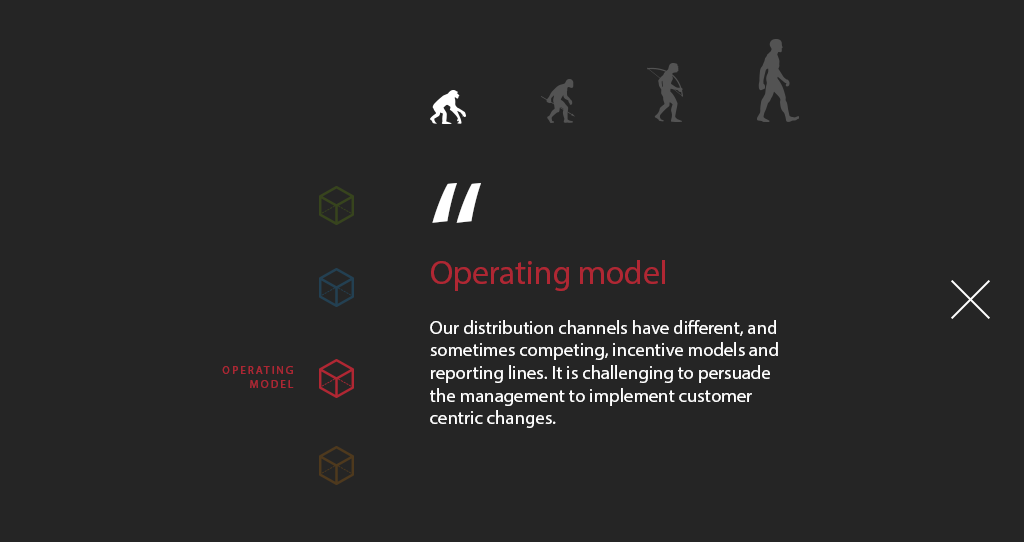 “
Operating model
OPERATING
MODEL
Our distribution channels have different, and
sometimes competing, incentive models and
reporting lines. It is challenging to persuade
the management to implement customer
centric changes.